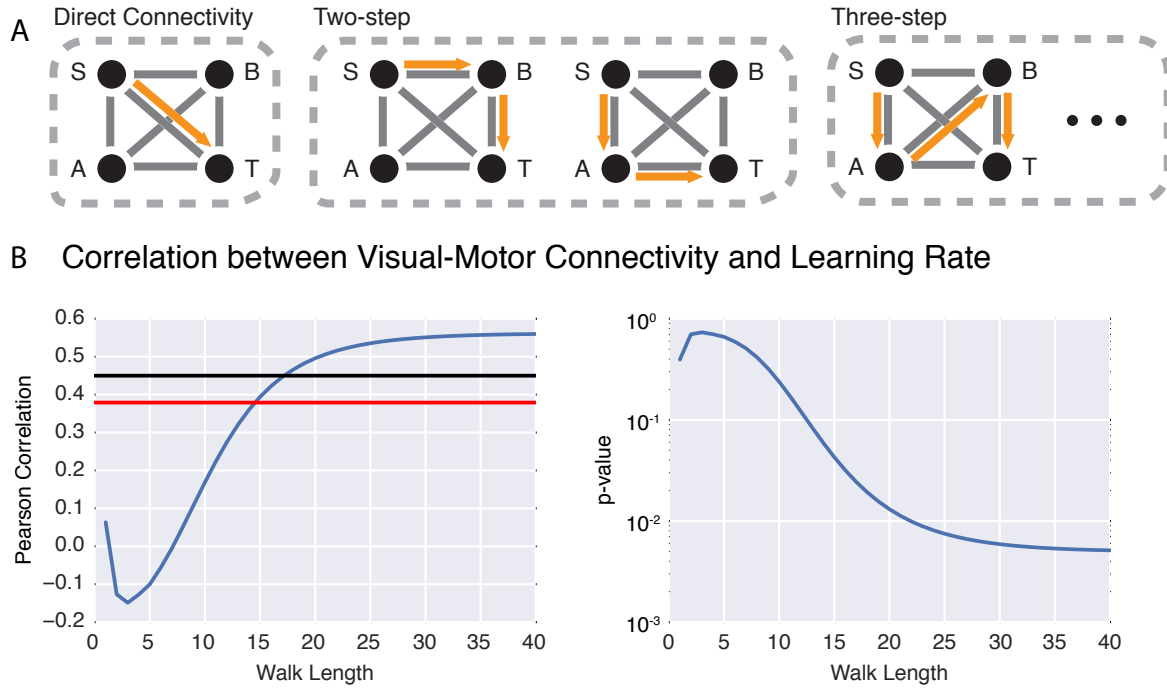 A
Direct Connectivity
Two-step
Three-step
S B
A T
S B
A T
S B
A T
S B
A T
B Correlation between Visual-Motor Connectivity and Learning Rate
Pearson Correlation
0.6
0.5
0.4
0.3
0.2
0.1
0.0
−0.1
−0.2
0 5 10 15 20 25 30 35 40
Walk Length
p-value
10^0
10^-1
10^-2
10^-3
0 5 10 15 20 25 30 35 40
Walk Length